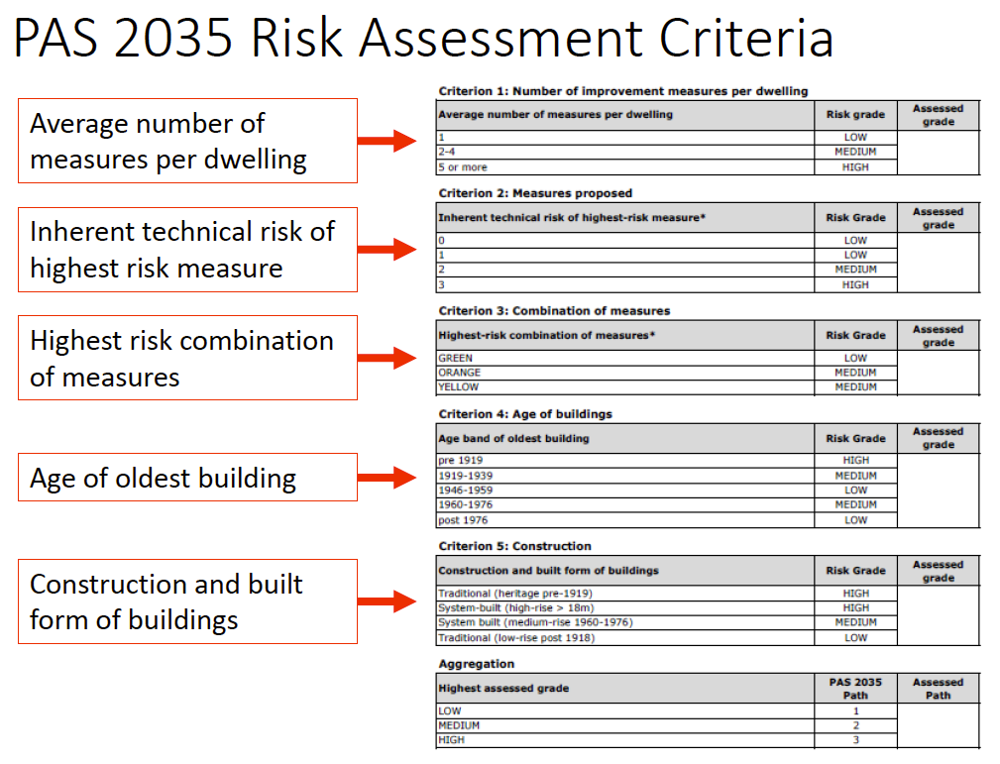 PAS 2035 Risk Assessment Criteria
Average number of
measures per dwelling
Inherent technical risk of
highest risk measure
Highest risk combination
of measures
Age of oldest building
Construction and built
form of buildings
Criterion 1: Number of improvement measures per dwelling
Average number of measures per dwelling Risk grade Assessed grade
1 LOW
2-4 MEDIUM
5 or more HIGH
Criterion 2: Measures proposed
Inherent technical risk of highest-risk measure* Risk Grade Assessed grade
0 LOW
1 LOW
2 MEDIUM
3 HIGH
Criterion 3: Combination of measures
Highest-risk combination of measures* Risk Grade Assessed grade
GREEN LOW
ORANGE MEDIUM
YELLOW MEDIUM
Criterion 4: Age of buildings
Age band of oldest building Risk Grade Assessed grade
pre 1919 HIGH
1919-1939 MEDIUM
1946-1959 LOW
1960-1976 MEDIUM
post 1976 LOW
Criterion 5: Construction
Construction and built form of buildings Risk Grade Assessed grade
Traditional (heritage pre-1919) HIGH
System-built (high-rise > 18m) HIGH
System built (medium-rise 1960-1976) MEDIUM
Traditional (low-rise post 1918) LOW
Aggregation
Highest assessed grade PAS 2035 Path Assessed Path
LOW 1
MEDIUM 2
HIGH 3